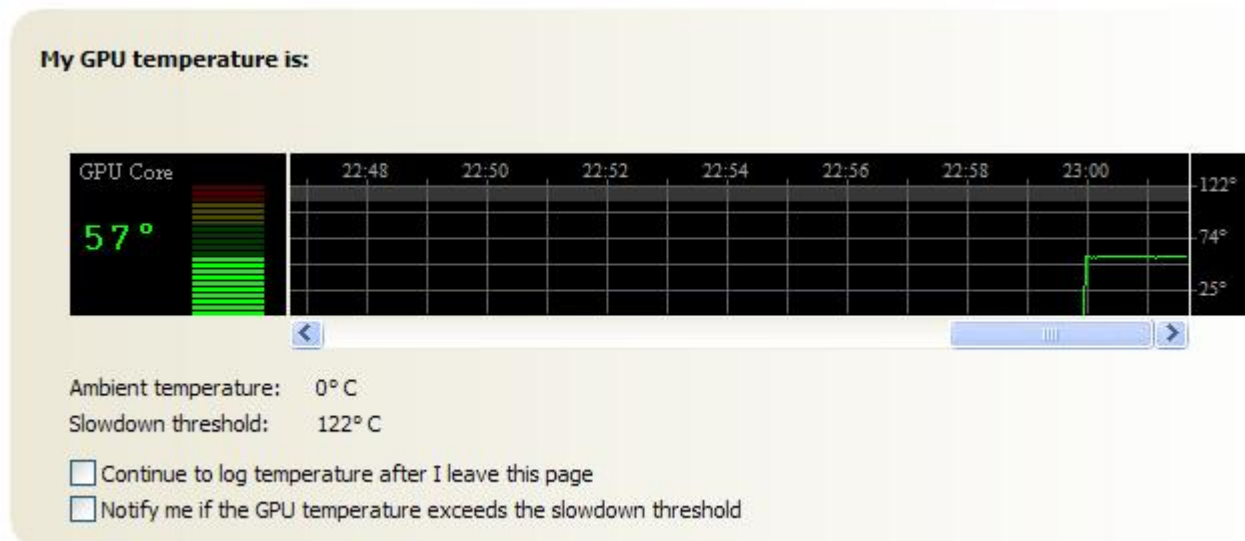 My GPU temperature is:
GPU Core 22:48 22:50 22:52 22:54 22:56 22:58 23:00
122°
57° 74°
25°
Ambient temperature: 0° C
Slowdown threshold: 122° C
Continue to log temperature after I leave this page
Notify me if the GPU temperature exceeds the slowdown threshold